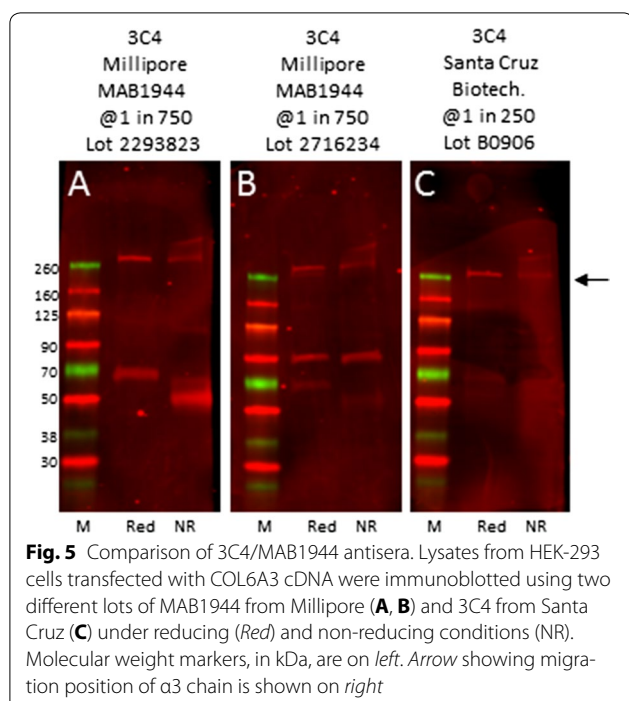 3C4
Millipore
MAB1944
@1 in 750
Lot 2293823
3C4
Millipore
MAB1944
@1 in 750
Lot 2716234
3C4
Santa Cruz
Biotech.
@1 in 250
Lot B0906
A
B
C
260
160
125
90
70
50
38
30
M Red NR
M Red NR
M Red NR
Fig. 5 Comparison of 3C4/MAB1944 antisera. Lysates from HEK-293
cells transfected with COL6A3 cDNA were immunoblotted using two
different lots of MAB1944 from Millipore (A, B) and 3C4 from Santa
Cruz (C) under reducing (Red) and non-reducing conditions (NR).
Molecular weight markers, in kDa, are on left. Arrow showing migra-
tion position of α3 chain is shown on right